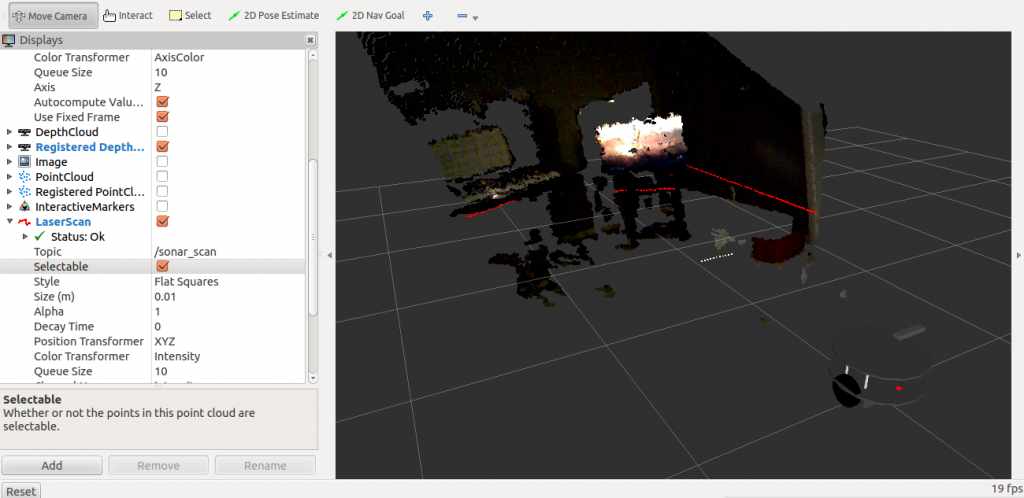 Move Camera Interact Select 2D Pose Estimate 2D Nav Goal
Displays
Color Transformer AxisColor
Queue Size 10
Axis Z
Autocompute Valu...
Use Fixed Frame
DepthCloud
Registered Depth...
Image
PointCloud
Registered PointCl...
InteractiveMarkers
LaserScan
Status: Ok
Topic /sonar_scan
Selectable
Style Flat Squares
Size (m) 0.01
Alpha 1
Decay Time 0
Position Transformer XYZ
Color Transformer Intensity
Queue Size 10
Selectable
Whether or not the points in this point cloud are
selectable.
Add Remove Rename
Reset 19 fps